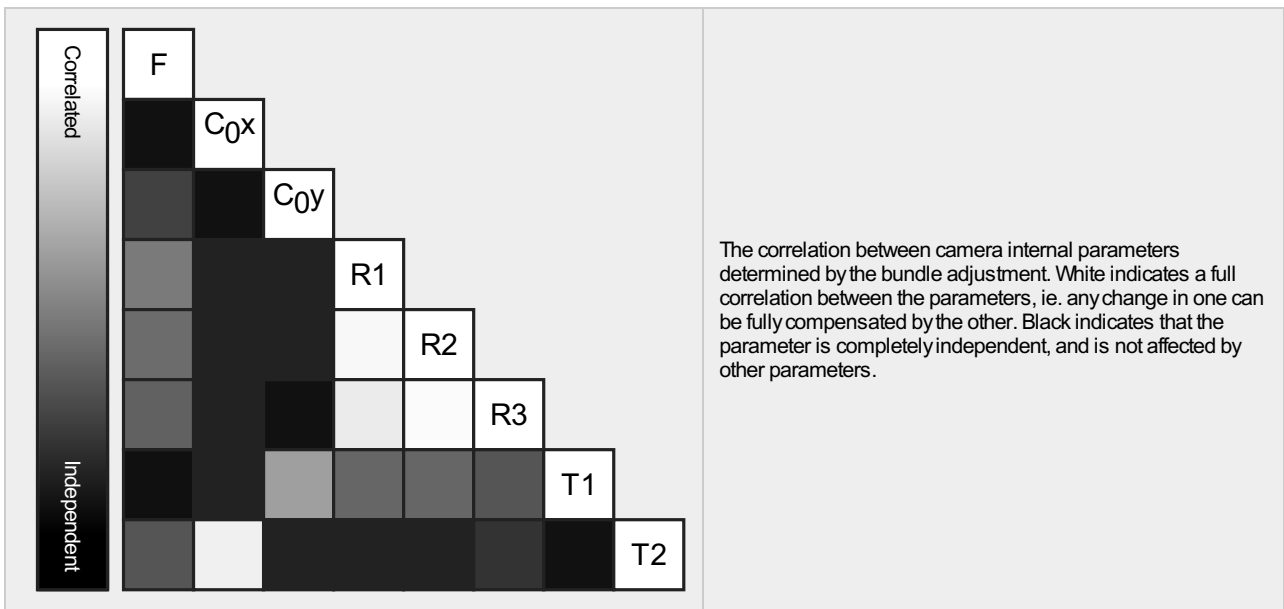 Correlated
Independent
F
C0x
C0y
R1
R2
R3
T1
T2
The correlation between camera internal parameters
determined by the bundle adjustment. White indicates a full
correlation between the parameters, ie. any change in one can
be fully compensated by the other. Black indicates that the
parameter is completely independent, and is not affected by
other parameters.